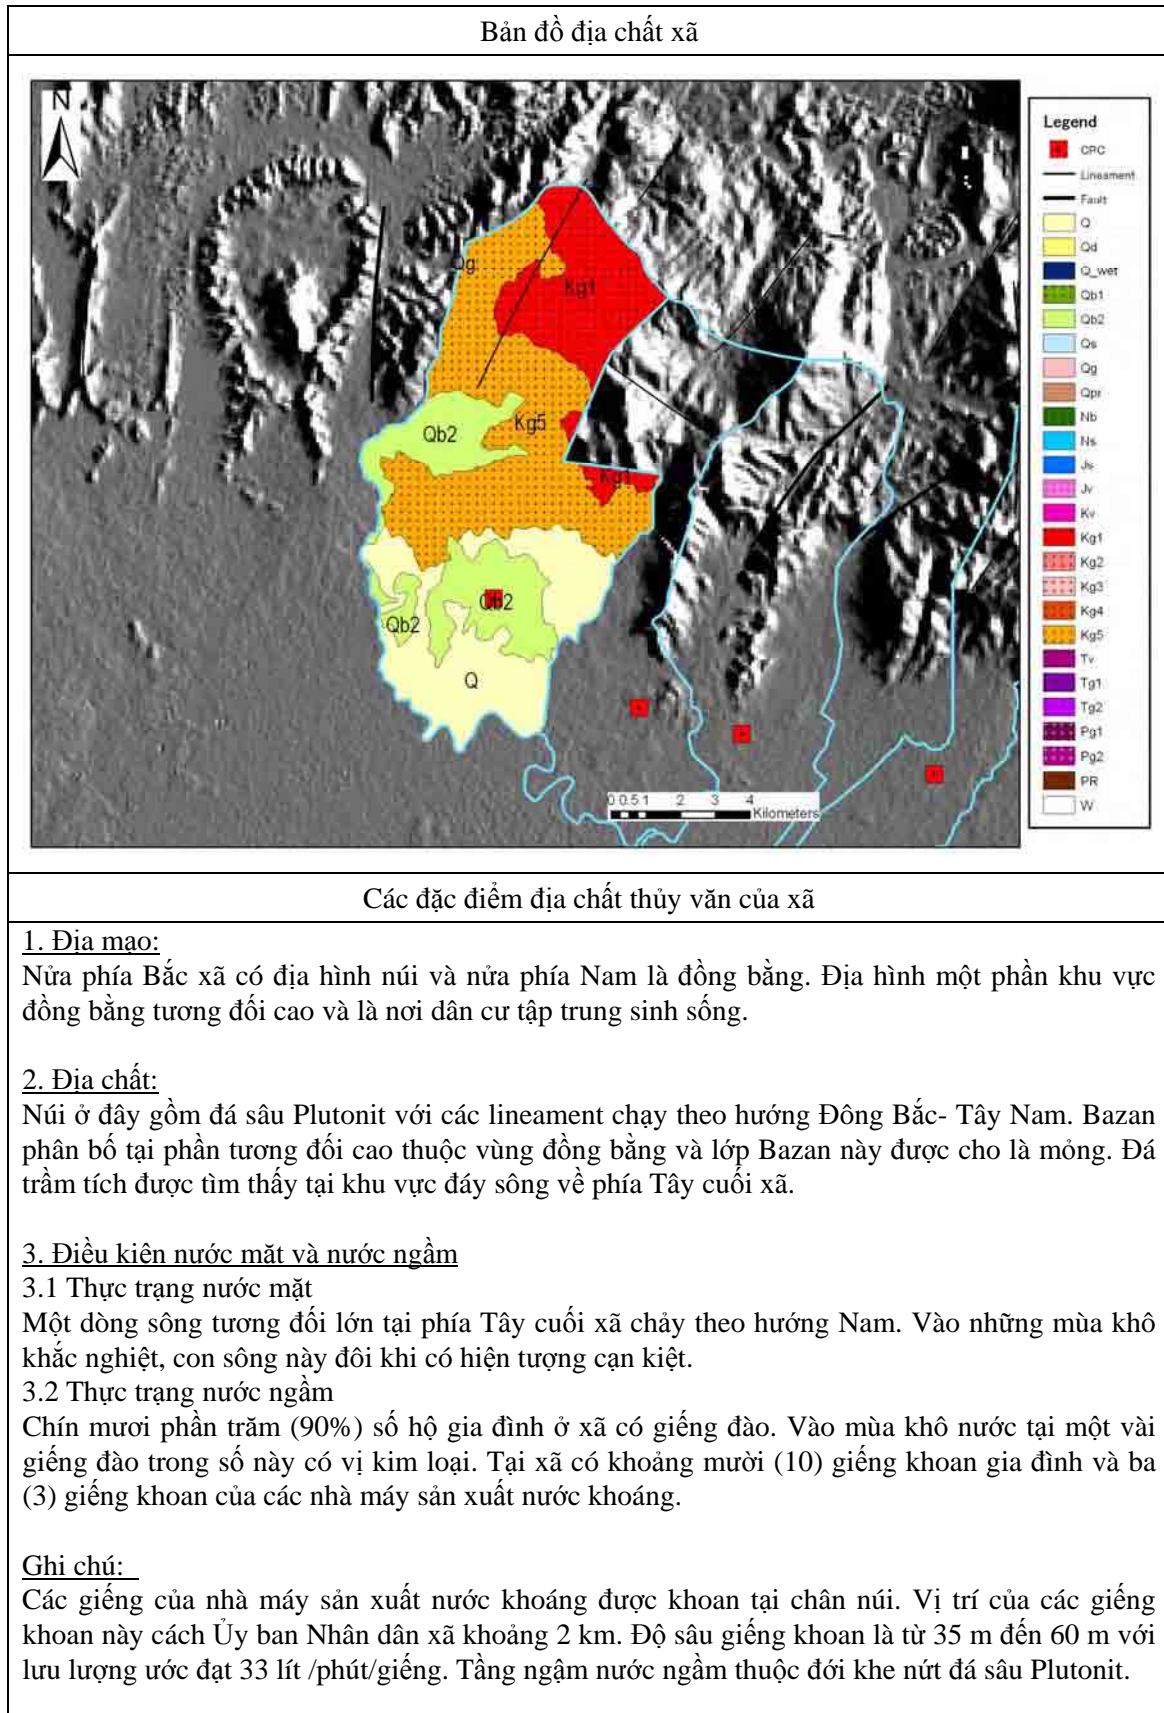 Bản đồ địa chất xã
N
Legend
CPC
Lineament
Fault
Q
Qd
Q_wet
Qb1
Qb2
Qs
Qg
Qpr
Nb
Ns
Js
Jv
Kv
Kg1
Kg2
Kg3
Kg4
Kg5
Tv
Tg1
Tg2
Pg1
Pg2
PR
W
Qg
Kg1
Qb2
Kg5
Kg1
Qb2
Qb2
Q
0 0.5 1 2 3 4
Kilometers
Các đặc điểm địa chất thủy văn của xã
1. Địa mạo:
Nửa phía Bắc xã có địa hình núi và nửa phía Nam là đồng bằng. Địa hình một phần khu vực
đồng bằng tương đối cao và là nơi dân cư tập trung sinh sống.
2. Địa chất:
Núi ở đây gồm đá sâu Plutonit với các lineament chạy theo hướng Đông Bắc- Tây Nam. Bazan
phân bố tại phần tương đối cao thuộc vùng đồng bằng và lớp Bazan này được cho là mỏng. Đá
trầm tích được tìm thấy tại khu vực đáy sông về phía Tây cuối xã.
3. Điều kiện nước mặt và nước ngầm
3.1 Thực trạng nước mặt
Một dòng sông tương đối lớn tại phía Tây cuối xã chảy theo hướng Nam. Vào những mùa khô
khắc nghiệt, con sông này đôi khi có hiện tượng cạn kiệt.
3.2 Thực trạng nước ngầm
Chín mươi phần trăm (90%) số hộ gia đình ở xã có giếng đào. Vào mùa khô nước tại một vài
giếng đào trong số này có vị kim loại. Tại xã có khoảng mười (10) giếng khoan gia đình và ba
(3) giếng khoan của các nhà máy sản xuất nước khoáng.
Ghi chú:
Các giếng của nhà máy sản xuất nước khoáng được khoan tại chân núi. Vị trí của các giếng
khoan này cách Ủy ban Nhân dân xã khoảng 2 km. Độ sâu giếng khoan là từ 35 m đến 60 m với
lưu lượng ước đạt 33 lít /phút/giếng. Tầng ngậm nước ngầm thuộc đới khe nứt đá sâu Plutonit.